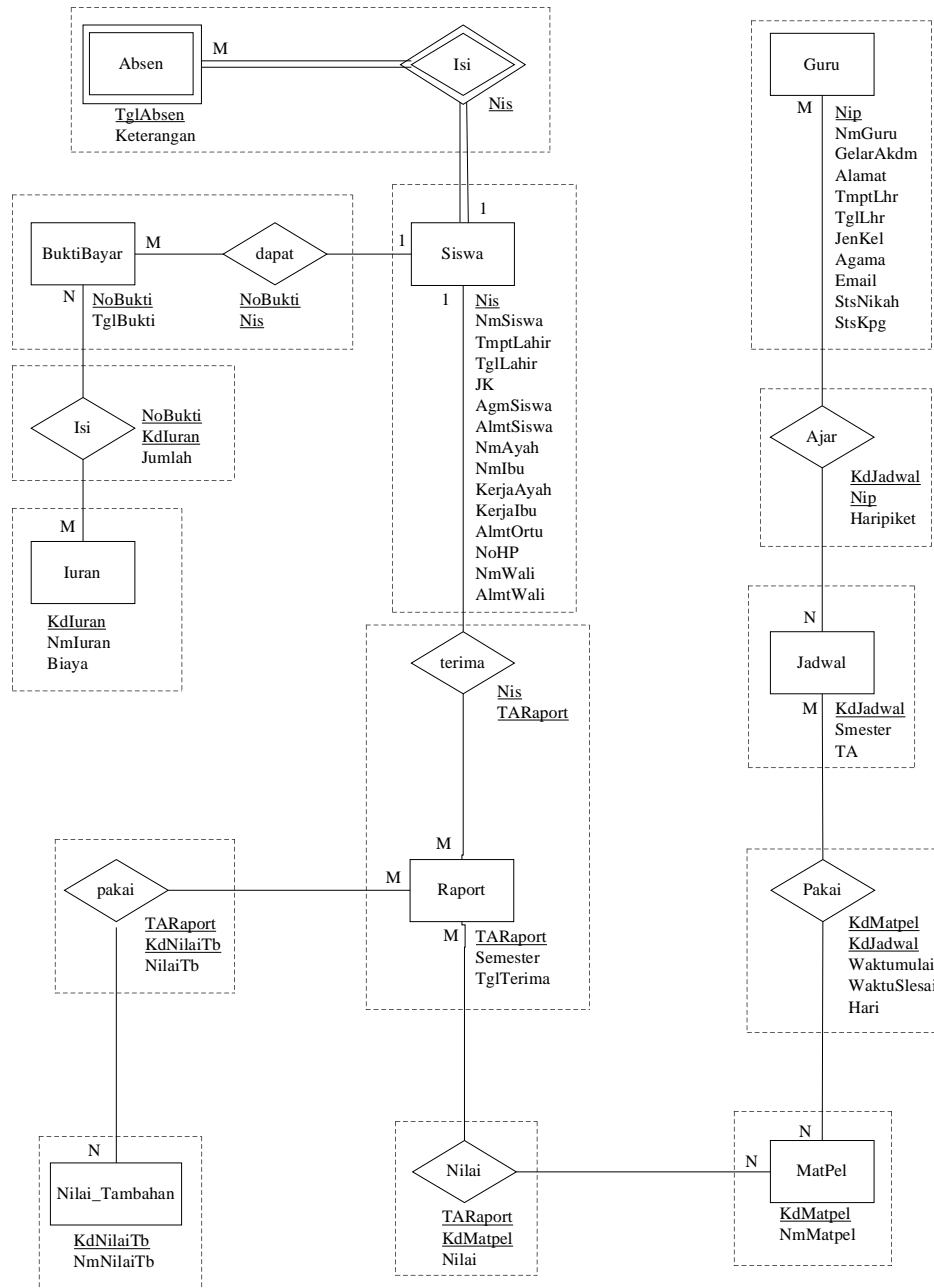 Absen
M
Isi
TglAbsen
Keterangan
Nis
1
Guru
M
Nip
NmGuru
GelarAkdm
Alamat
TmptLhr
TglLhr
JenKel
Agama
Email
StsNikah
StsKpg
BuktiBayar
M
dapat
1
Siswa
N
NoBukti
TglBukti
NoBukti
Nis
1
Nis
NmSiswa
TmptLahir
TglLahir
JK
AgmSiswa
AlmtSiswa
NmAyah
NmIbu
KerjaAyah
KerjaIbu
AlmtOrtu
NoHP
NmWali
AlmtWali
Isi
NoBukti
KdIuran
Jumlah
M
Iuran
KdIuran
NmIuran
Biaya
Ajar
KdJadwal
Nip
Haripiket
N
Jadwal
M
KdJadwal
Smester
TA
terima
Nis
TARaport
M
pakai
M
Raport
TARaport
KdNilaiTb
NilaiTb
M
TARaport
Semester
TglTerima
Pakai
KdMatpel
KdJadwal
Waktumulai
WaktuSlesai
Hari
N
Nilai_Tambahan
KdNilaiTb
NmNilaiTb
Nilai
TARaport
KdMatpel
Nilai
N
N
MatPel
KdMatpel
NmMatpel